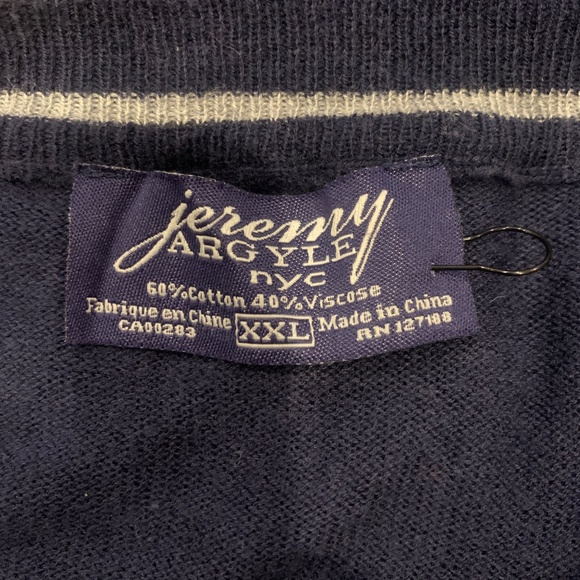 jeremy
ARGYLE
nyc
60%Cotton 40%Viscose
Fabrique en Chine XXL Made in China
CA00283 RN 127188